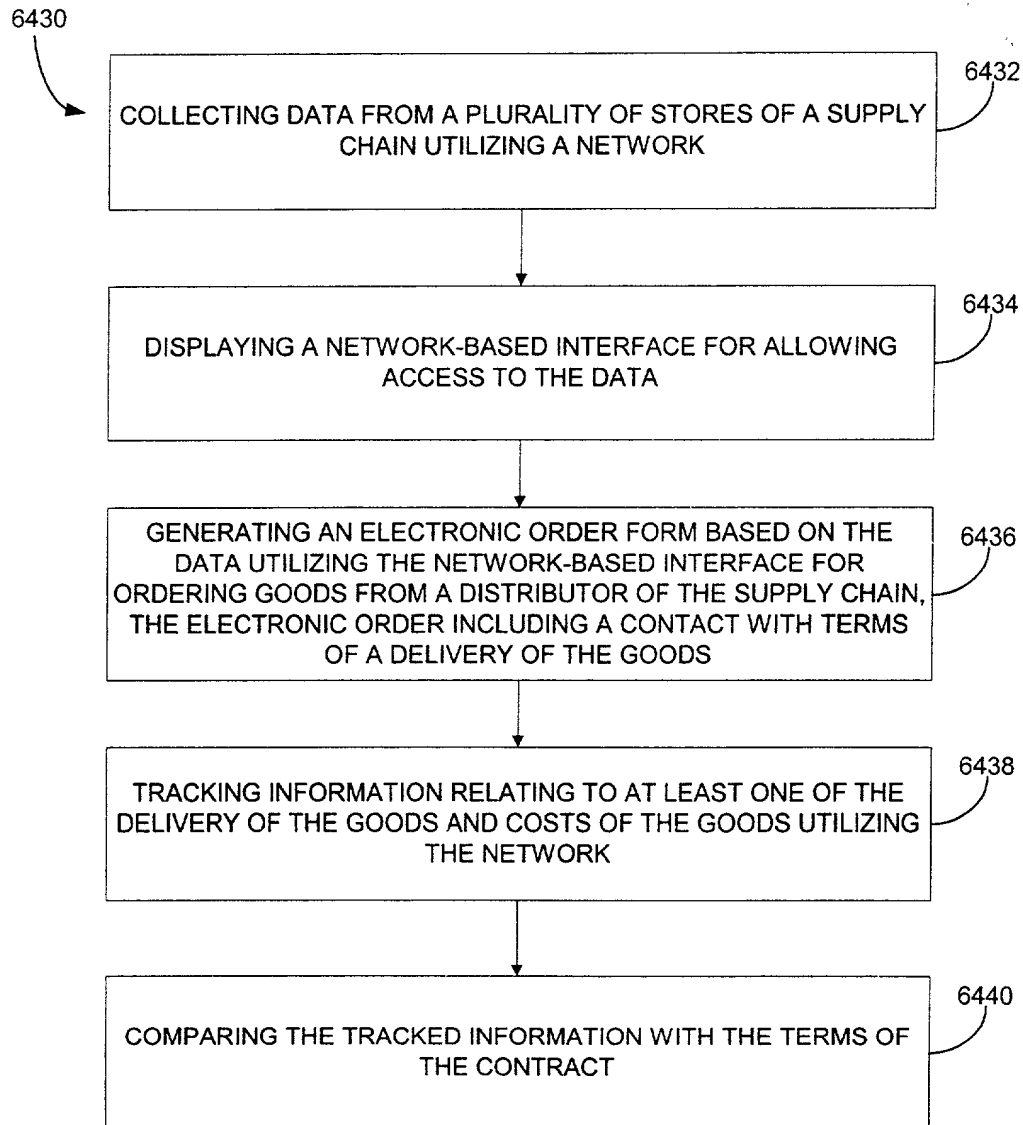 6430
6432
COLLECTING DATA FROM A PLURALITY OF STORES OF A SUPPLY
CHAIN UTILIZING A NETWORK
6434
DISPLAYING A NETWORK-BASED INTERFACE FOR ALLOWING
ACCESS TO THE DATA
6436
GENERATING AN ELECTRONIC ORDER FORM BASED ON THE
DATA UTILIZING THE NETWORK-BASED INTERFACE FOR
ORDERING GOODS FROM A DISTRIBUTOR OF THE SUPPLY CHAIN,
THE ELECTRONIC ORDER INCLUDING A CONTACT WITH TERMS
OF A DELIVERY OF THE GOODS
6438
TRACKING INFORMATION RELATING TO AT LEAST ONE OF THE
DELIVERY OF THE GOODS AND COSTS OF THE GOODS UTILIZING
THE NETWORK
6440
COMPARING THE TRACKED INFORMATION WITH THE TERMS OF
THE CONTRACT